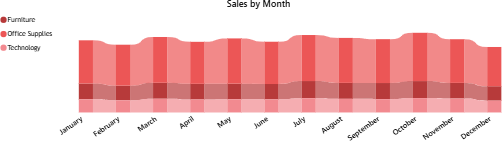 Sales by Month
Furniture
Office Supplies
Technology
January
February
March
April
May
June
July
August
September
October
November
December